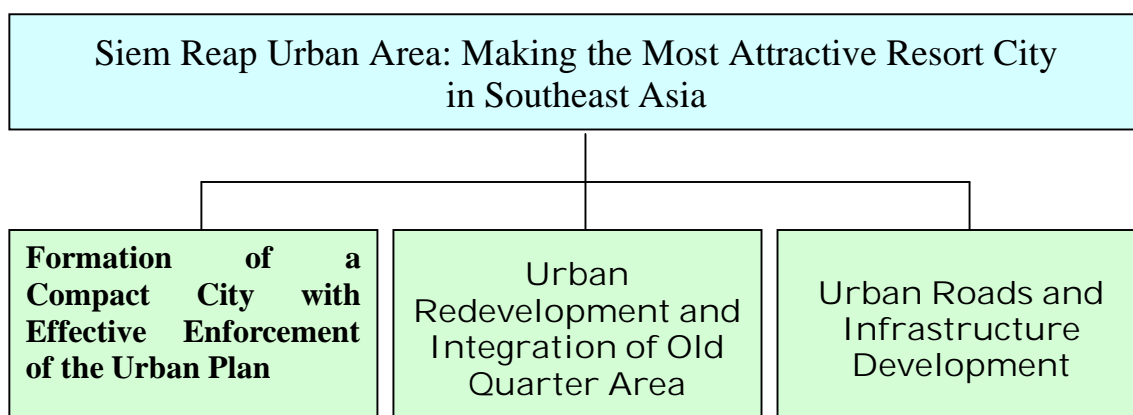 Siem Reap Urban Area: Making the Most Attractive Resort City
in Southeast Asia
Formation of a
Compact City with
Effective Enforcement
of the Urban Plan
Urban
Redevelopment and
Integration of Old
Quarter Area
Urban Roads and
Infrastructure
Development